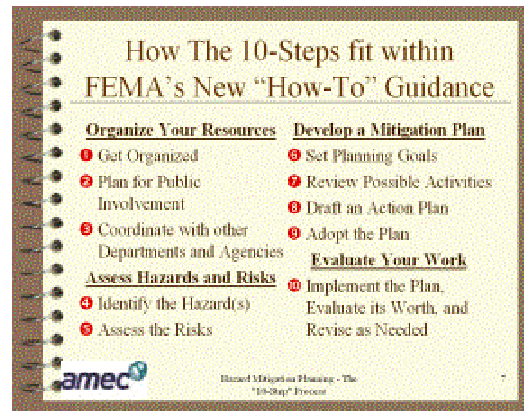 How The 10-Steps fit within
FEMA's New "How-To" Guidance
Organize Your Resources
1 Get Organized
2 Plan for Public
Involvement
3 Coordinate with other
Departments and Agencies
Assess Hazards and Risks
4 Identify the Hazard(s)
5 Assess the Risks
Develop a Mitigation Plan
6 Set Planning Goals
7 Review Possible Activities
8 Draft an Action Plan
9 Adopt the Plan
Evaluate Your Work
10 Implement the Plan,
Evaluate its Worth, and
Revise as Needed
amec
Hazard Mitigation Planning - The
"10-Step" Process
7